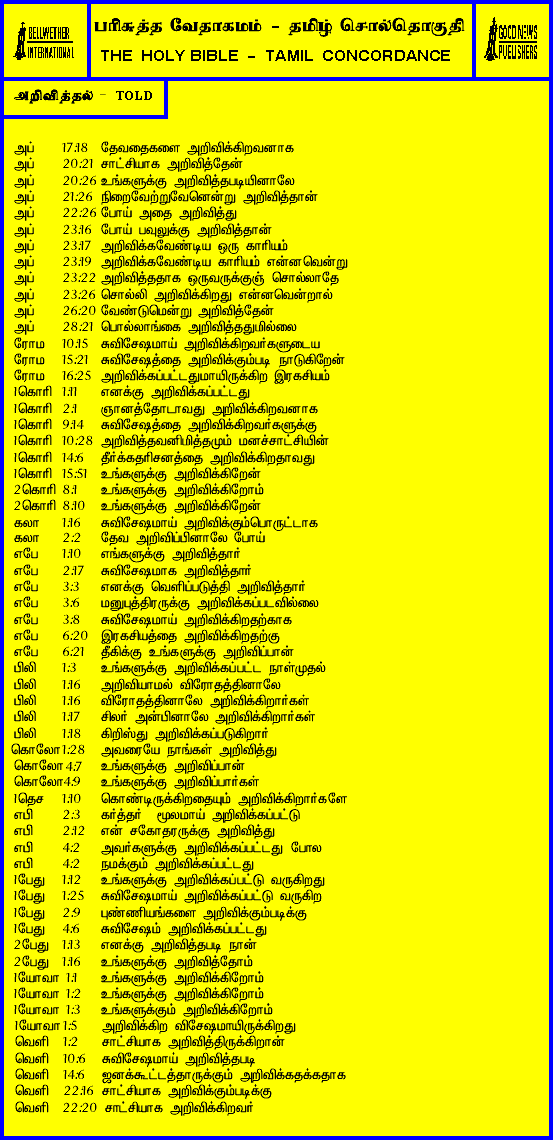 BELLWETHER INTERNATIONAL
பரிசுத்த வேதாகமம் - தமிழ் சொல்தொகுதி
THE HOLY BIBLE - TAMIL CONCORDANCE
GOOD NEWS PUBLISHERS
அறிவித்தல் - TOLD
அப் 17:18 தேவதைகளை அறிவிக்கிறவனாக
அப் 20:21 சாட்சியாக அறிவித்தேன்
அப் 20:26 உங்களுக்கு அறிவித்தபடியினாலே
அப் 21:26 நிறைவேற்றுவேனென்று அறிவித்தான்
அப் 22:26 போய் அதை அறிவித்து
அப் 23:16 போய் பவுலுக்கு அறிவித்தான்
அப் 23:17 அறிவிக்கவேண்டிய ஒரு காரியம்
அப் 23:19 அறிவிக்கவேண்டிய காரியம் என்னவென்று
அப் 23:22 அறிவித்ததாக ஒருவருக்குஞ் சொல்லாதே
அப் 23:26 சொல்லி அறிவிக்கிறது என்னவென்றால்
அப் 26:20 வேண்டுமென்று அறிவித்தேன்
அப் 28:21 பொல்லாங்கை அறிவித்ததுமில்லை
ரோம 10:15 சுவிசேஷமாய் அறிவிக்கிறவர்களுடைய
ரோம 15:21 சுவிசேஷத்தை அறிவிக்கும்படி நாடுகிறேன்
ரோம 16:25 அறிவிக்கப்பட்டதுமாயிருக்கிற இரகசியம்
1கொரி 1:11 எனக்கு அறிவிக்கப்பட்டது
1கொரி 2:1 ஞானத்தோடாவது அறிவிக்கிறவனாக
1கொரி 9:14 சுவிசேஷத்தை அறிவிக்கிறவர்களுக்கு
1கொரி 10:28 அறிவித்தவனிமித்தமும் மனச்சாட்சியின்
1கொரி 14:6 தீர்க்கதரிசனத்தை அறிவிக்கிறதாவது
1கொரி 15:51 உங்களுக்கு அறிவிக்கிறேன்
2கொரி 8:1 உங்களுக்கு அறிவிக்கிறோம்
2கொரி 8:10 உங்களுக்கு அறிவிக்கிறேன்
கலா 1:16 சுவிசேஷமாய் அறிவிக்கும்பொருட்டாக
கலா 2:2 தேவ அறிவிப்பினாலே போய்
எபே 1:10 எங்களுக்கு அறிவித்தார்
எபே 2:17 சுவிசேஷமாக அறிவித்தார்
எபே 3:3 எனக்கு வெளிப்படுத்தி அறிவித்தார்
எபே 3:6 மனுபுத்திரருக்கு அறிவிக்கப்படவில்லை
எபே 3:8 சுவிசேஷமாய் அறிவிக்கிறதற்காக
எபே 6:20 இரகசியத்தை அறிவிக்கிறதற்கு
எபே 6:21 தீகிக்கு உங்களுக்கு அறிவிப்பான்
பிலி 1:3 உங்களுக்கு அறிவிக்கப்பட்ட நாள்முதல்
பிலி 1:16 அறிவியாமல் விரோதத்தினாலே
பிலி 1:16 விரோதத்தினாலே அறிவிக்கிறார்கள்
பிலி 1:17 சிலர் அன்பினாலே அறிவிக்கிறார்கள்
பிலி 1:18 கிறிஸ்து அறிவிக்கப்படுகிறார்
கொலோ 1:28 அவரையே நாங்கள் அறிவித்து
கொலோ 4:7 உங்களுக்கு அறிவிப்பான்
கொலோ 4:9 உங்களுக்கு அறிவிப்பார்கள்
1தெச 1:10 கொண்டிருக்கிறதையும் அறிவிக்கிறார்களே
எபி 2:3 கர்த்தர் மூலமாய் அறிவிக்கப்பட்டு
எபி 2:12 என் சகோதரருக்கு அறிவித்து
எபி 4:2 அவர்களுக்கு அறிவிக்கப்பட்டது போல
எபி 4:2 நமக்கும் அறிவிக்கப்பட்டது
1பேது 1:12 உங்களுக்கு அறிவிக்கப்பட்டு வருகிறது
1பேது 1:25 சுவிசேஷமாய் அறிவிக்கப்பட்டு வருகிற
1பேது 2:9 புண்ணியங்களை அறிவிக்கும்படிக்கு
1பேது 4:6 சுவிசேஷம் அறிவிக்கப்பட்டது
2பேது 1:13 எனக்கு அறிவித்தபடி நான்
2பேது 1:16 உங்களுக்கு அறிவித்தோம்
1யோவா 1:1 உங்களுக்கு அறிவிக்கிறோம்
1யோவா 1:2 உங்களுக்கு அறிவிக்கிறோம்
1யோவா 1:3 உங்களுக்கும் அறிவிக்கிறோம்
1யோவா 1:5 அறிவிக்கிற விசேஷமாயிருக்கிறது
வெளி 1:2 சாட்சியாக அறிவித்திருக்கிறான்
வெளி 10:6 சுவிசேஷமாய் அறிவித்தபடி
வெளி 14:6 ஜனக்கூட்டத்தாருக்கும் அறிவிக்கதக்கதாக
வெளி 22:16 சாட்சியாக அறிவிக்கும்படிக்கு
வெளி 22:20 சாட்சியாக அறிவிக்கிறவர்